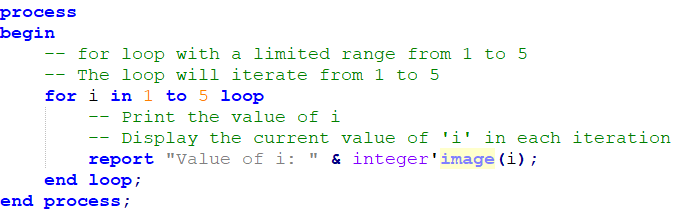 process
begin
    -- for loop with a limited range from 1 to 5
    -- The loop will iterate from 1 to 5
    for i in 1 to 5 loop
        -- Print the value of i
        -- Display the current value of 'i' in each iteration
        report "Value of i: " & integer'image(i);
    end loop;
end process;